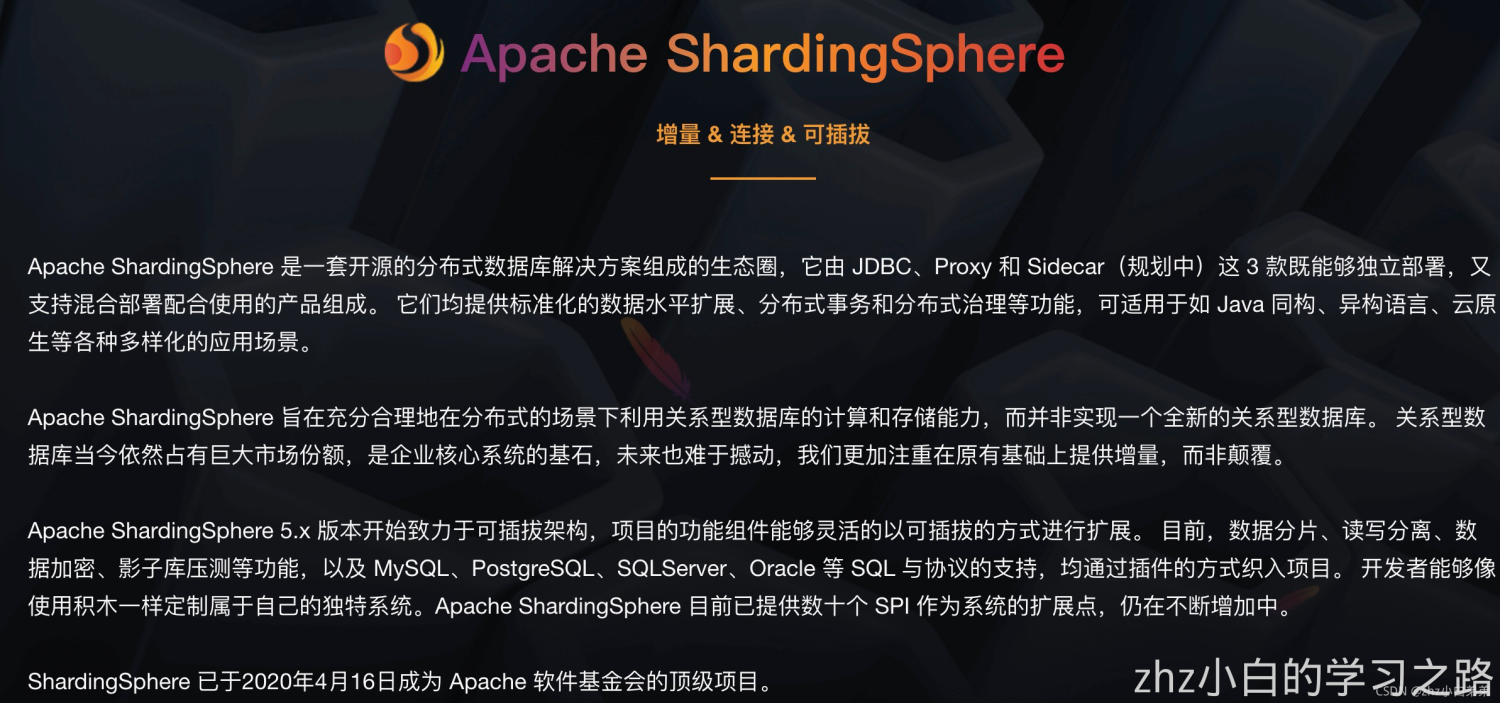 Apache ShardingSphere
增量 & 连接 & 可插拔
Apache ShardingSphere 是一套开源的分布式数据库解决方案组成的生态圈，它由 JDBC、Proxy 和 Sidecar（规划中）这 3 款既能够独立部署，又
支持混合部署配合使用的产品组成。 它们均提供标准化的数据水平扩展、分布式事务和分布式治理等功能，可适用于如 Java 同构、异构语言、云原
生等各种多样化的应用场景。
Apache ShardingSphere 旨在充分合理地在分布式的场景下利用关系型数据库的计算和存储能力，而并非实现一个全新的关系型数据库。 关系型数
据库当今依然占有巨大市场份额，是企业核心系统的基石，未来也难于撼动，我们更加注重在原有基础上提供增量，而非颠覆。
Apache ShardingSphere 5.x 版本开始致力于可插拔架构，项目的功能组件能够灵活的以可插拔的方式进行扩展。 目前，数据分片、读写分离、数
据加密、影子库压测等功能，以及 MySQL、PostgreSQL、SQLServer、Oracle 等 SQL 与协议的支持，均通过插件的方式织入项目。 开发者能够像
使用积木一样定制属于自己的独特系统。Apache ShardingSphere 目前已提供数十个 SPI 作为系统的扩展点，仍在不断增加中。
ShardingSphere 已于2020年4月16日成为 Apache 软件基金会的顶级项目。
zhz小白的学习之路
CSDN @zhz小白